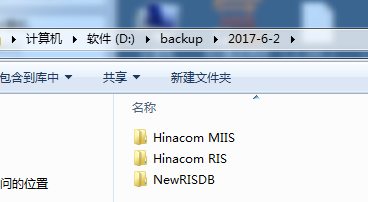 计算机 ▸ 软件 (D:) ▸ backup ▸ 2017-6-2 ▸
包含到库中 共享 新建文件夹
名称
Hinacom MIIS
Hinacom RIS
NewRISDB
问的位置